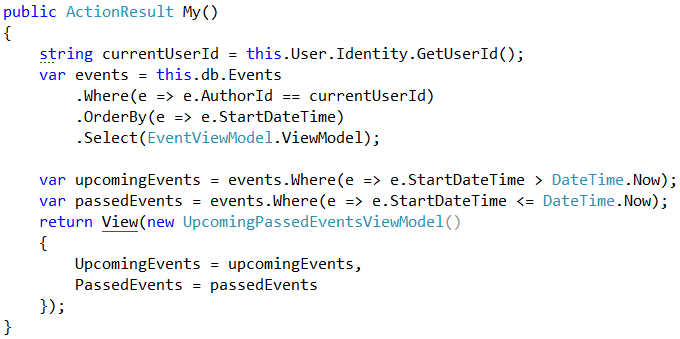 public ActionResult My()
{
    string currentUserId = this.User.Identity.GetUserId();
    var events = this.db.Events
        .Where(e => e.AuthorId == currentUserId)
        .OrderBy(e => e.StartDateTime)
        .Select(EventViewModel.ViewModel);

    var upcomingEvents = events.Where(e => e.StartDateTime > DateTime.Now);
    var passedEvents = events.Where(e => e.StartDateTime <= DateTime.Now);
    return View(new UpcomingPassedEventsViewModel()
    {
        UpcomingEvents = upcomingEvents,
        PassedEvents = passedEvents
    });
}